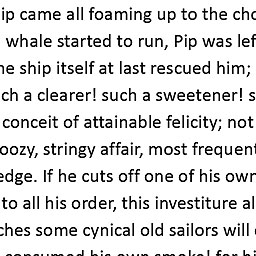 ip came all foaming up to the cho
whale started to run, Pip was lef
ne ship itself at last rescued him;
ch a clearer! such a sweetener! s
conceit of attainable felicity; not
oozy, stringy affair, most frequent
edge. If he cuts off one of his own
to all his order, this investiture al
ches some cynical old sailors will
consumed his own smoke! for hi